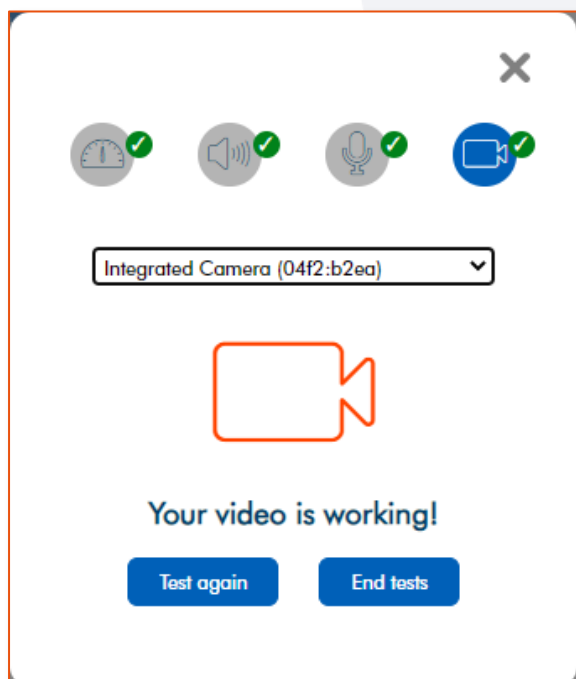 Integrated Camera (04f2:b2ea)
Your video is working!
Test again
End tests